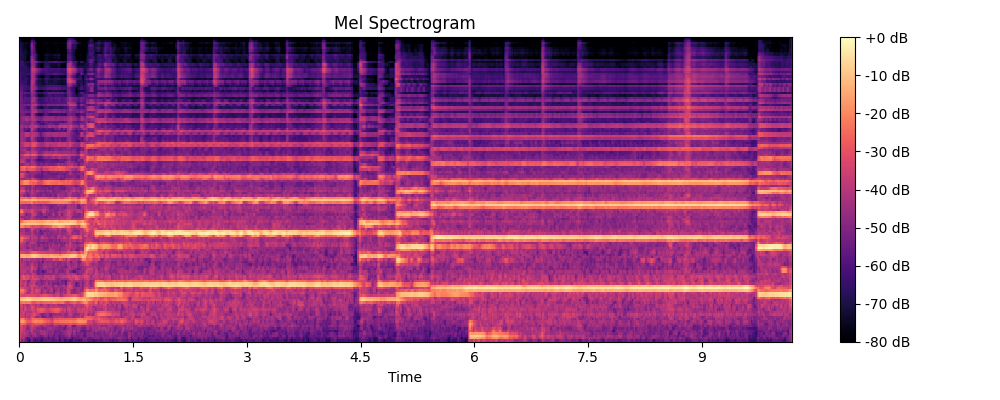 Mel Spectrogram
+0 dB
-10 dB
-20 dB
-30 dB
-40 dB
-50 dB
-60 dB
-70 dB
-80 dB
0 1.5 3 4.5 6 7.5 9
Time